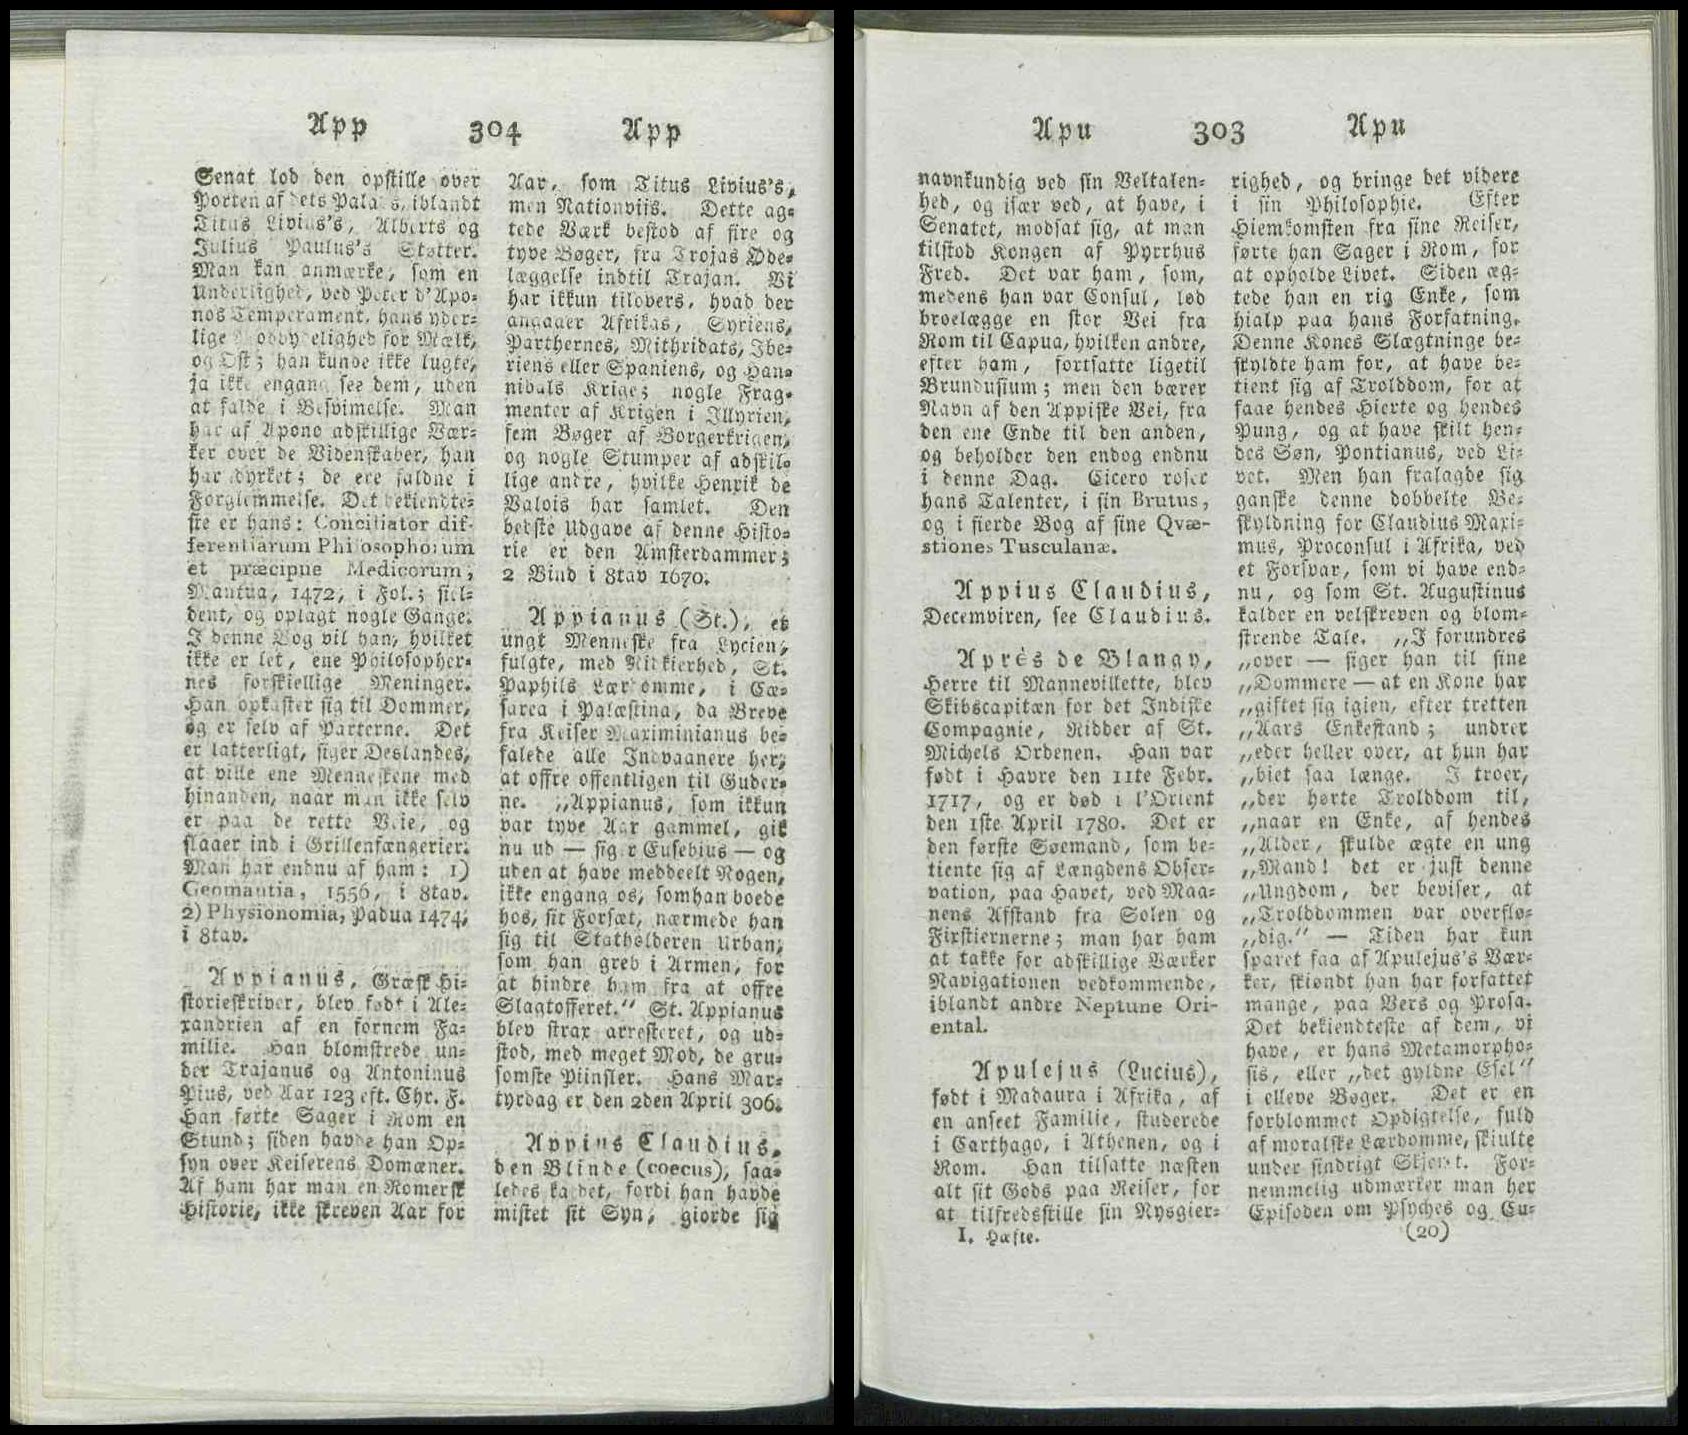 App 304 App
Senat lod den opstille over
Porten af dets Palais, iblandt
Titus Livius's, Alberts og
Julius Paulus's Støtter.
Man kan anmærke, som en
Underlighed, ved Peter d'Apo-
nos Temperament, hans yder-
lige for Mælk,
og Ost; han kunde ikke lugte,
ja ikke engang see dem, uden
at falde i Besvimelse. Man
har af Apono adskillige Vær-
ker over de Videnskaber, han
har dyrket; de ere faldne i
Forglemmelse. Det bekiendte-
ste er hans: Conciliator dif-
ferentiarum Philosophorum
et præcipue Medicorum,
Mantua, 1472, i Fol.; siel-
dent, og oplagt nogle Gange.
I denne Bog vil han, hvilket
ikke er let, ene Philosopher-
nes forskiellige Meninger.
Han opkaster sig til Dommer,
og er selv af Parterne. Det
er latterligt, siger Deslandes,
at ville ene Menneskene med
hinanden, naar man ikke selv
er paa de rette Veie, og
slaaer ind i Grillenfængerier.
Man har endnu af ham: 1)
Geomantia, 1556, i 8tav.
2) Physionomia, Padua 1474,
i 8tav.
Appianus, Græsk Hi-
storieskriver, blev født i Ale-
xandrien af en fornem Fa-
milie. Han blomstrede un-
der Trajanus og Antoninus
Pius, ved Aar 123 eft. Chr. F.
Han førte Sager i Rom en
Stund; siden havde han Op-
syn over Keiserens Domæner.
Af ham har man en Romersk
Historie, ikke skreven Aar for
Aar, som Titus Livius's,
men Nationviis. Dette ag-
tede Værk bestod af fire og
tyve Bøger, fra Trojas Øde-
læggelse indtil Trajan. Vi
har ikkun tilovers, hvad der
angaaer Afrikas, Syriens,
Parthernes, Mithridats, Ibe-
riens eller Spaniens, og Han-
nibals Krige; nogle Frag-
menter af Krigen i Illyrien,
fem Bøger af Borgerkrigen,
og nogle Stumper af adskil-
lige andre, hvilke Henrik de
Valois har samlet. Den
bedste Udgave af denne Histo-
rie er den Amsterdammer;
2 Bind i 8tav 1670.
Appianus (St.), et
ungt Menneske fra Lycien,
fulgte, med Nidkierhed, St.
Paphils Lærdomme, i Cæ-
sarea i Palæstina, da Breve
fra Keiser Maximinianus be-
falede alle Indvaanere her,
at offre offentligen til Guder-
ne. „Appianus, som ikkun
var tyve Aar gammel, gik
nu ud — siger Eusebius — og
uden at have meddeelt Nogen,
ikke engang os, somhan boede
hos, sit Forsæt, nærmede han
sig til Statholderen Urban,
som han greb i Armen, for
at hindre ham fra at offre
Slagtofferet.“ St. Appianus
blev strax arresteret, og ud-
stod, med meget Mod, de gru-
somste Piinsler. Hans Mar-
tyrdag er den 2den April 306.
Appius Claudius,
den Blinde (coecus), saa-
ledes kaldet, fordi han havde
mistet sit Syn, giorde sig
Apu 303 Apu
navnkundig ved sin Veltalen-
hed, og især ved, at have, i
Senatet, modsat sig, at man
tilstod Kongen af Pyrrhus
Fred. Det var ham, som,
medens han var Consul, lod
broelægge en stor Vei fra
Rom til Capua, hvilken andre,
efter ham, fortsatte ligetil
Brundusium; men den bærer
Navn af den Appiske Vei, fra
den ene Ende til den anden,
og beholder den endog endnu
i denne Dag. Cicero roser
hans Talenter, i sin Brutus,
og i fierde Bog af sine Qvæ-
stiones Tusculanæ.
Appius Claudius,
Decemviren, see Claudius.
Aprés de Blangy,
Herre til Mannevillette, blev
Skibscapitæn for det Indiske
Compagnie, Ridder af St.
Michels Ordenen. Han var
født i Havre den 11te Febr.
1717, og er død i l'Orient
den 1ste April 1780. Det er
den første Søemand, som be-
tiente sig af Længdens Obser-
vation, paa Havet, ved Maa-
nens Afstand fra Solen og
Fixstiernerne; man har ham
at takke for adskillige Værker
Navigationen vedkommende,
iblandt andre Neptune Ori-
ental.
Apulejus (Lucius),
født i Madaura i Afrika, af
en anseet Familie, studerede
i Carthago, i Athenen, og i
Rom. Han tilsatte næsten
alt sit Gods paa Reiser, for
at tilfredsstille sin Nysgier-
I. Hæfte.
righed, og bringe det videre
i sin Philosophie. Efter
Hiemkomsten fra sine Reiser,
førte han Sager i Rom, for
at opholde Livet. Siden æg-
tede han en rig Enke, som
hialp paa hans Forfatning.
Denne Kones Slægtninge be-
skyldte ham for, at have be-
tient sig af Trolddom, for at
faae hendes Hierte og hendes
Pung, og at have skilt hen-
des Søn, Pontianus, ved Li-
vet. Men han fralagde sig
ganske denne dobbelte Be-
skyldning for Claudius Maxi-
mus, Proconsul i Afrika, ved
et Forsvar, som vi have end-
nu, og som St. Augustinus
kalder en velskreven og blom-
strende Tale. „I forundres
„over — siger han til sine
„Dommere — at en Kone har
„giftet sig igien, efter tretten
„Aars Enkestand; undrer
„eder heller over, at hun har
„biet saa længe. I troer,
„der hørte Trolddom til,
„naar en Enke, af hendes
„Alder, skulde ægte en ung
„Mand! det er just denne
„Ungdom, der beviser, at
„Trolddommen var overflø-
„dig.“ — Tiden har kun
sparet faa af Apulejus's Vær-
ker, skiøndt han har forfattet
mange, paa Vers og Prosa.
Det bekiendteste af dem, vi
have, er hans Metamorpho-
sis, eller „det gyldne Esel“
i elleve Bøger. Det er en
forblommet Opdigtelse, fuld
af moralske Lærdomme, skiulte
under sindrigt Skjemt. For-
nemmelig udmærker man her
Episoden om Psyches og Cu-
(20)